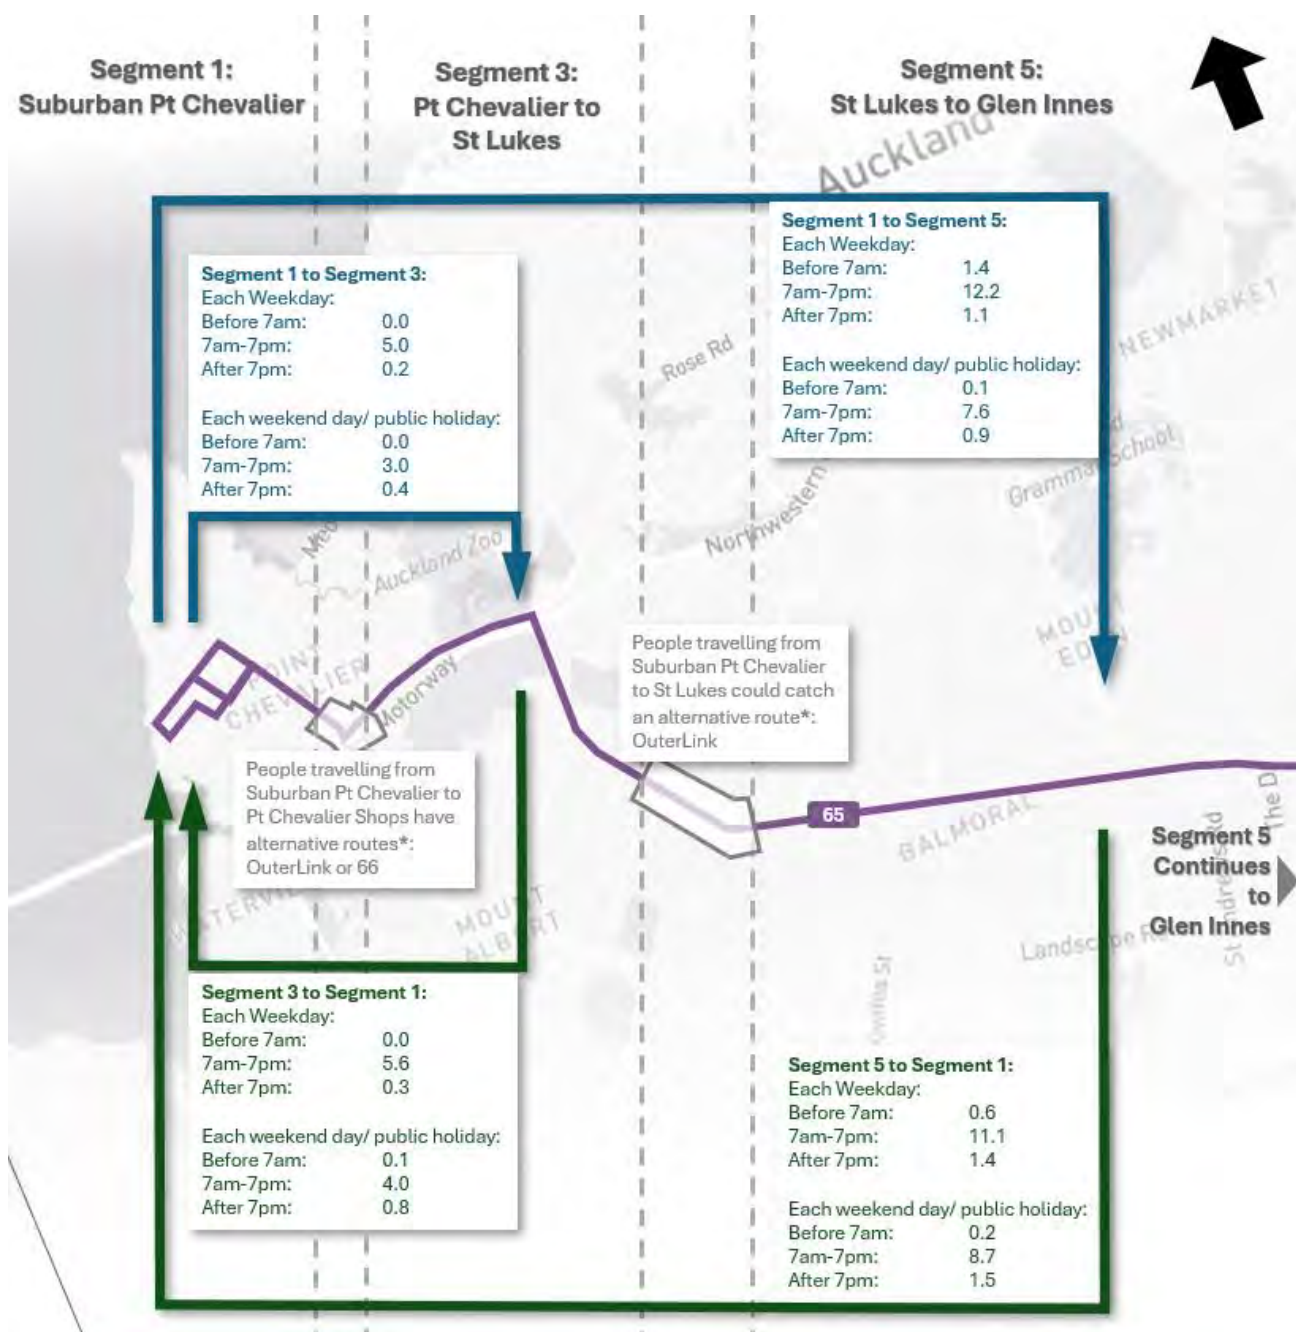 Segment 1:
Suburban Pt Chevalier
Segment 3:
Pt Chevalier to
St Lukes
Segment 5:
St Lukes to Glen Innes
Auckland
Segment 1 to Segment 5:
Each Weekday:
Before 7am: 1.4
7am-7pm: 12.2
After 7pm: 1.1
Each weekend day/ public holiday:
Before 7am: 0.1
7am-7pm: 7.6
After 7pm: 0.9
Segment 1 to Segment 3:
Each Weekday:
Before 7am: 0.0
7am-7pm: 5.0
After 7pm: 0.2
Each weekend day/ public holiday:
Before 7am: 0.0
7am-7pm: 3.0
After 7pm: 0.4
NEWMARKET
Rose Rd
Grammar School
Northwestern
Auckland Zoo
MOUNT
EDEN
POINT
CHEVALIER
Motorway
People travelling from
Suburban Pt Chevalier
to St Lukes could catch
an alternative route*:
OuterLink
People travelling from
Suburban Pt Chevalier to
Pt Chevalier Shops have
alternative routes*:
OuterLink or 66
65
BALMORAL
The D
Segment 5
Continues
to
Glen Innes
MOUNT
ALBERT
Landscape R
Segment 3 to Segment 1:
Each Weekday:
Before 7am: 0.0
7am-7pm: 5.6
After 7pm: 0.3
Each weekend day/ public holiday:
Before 7am: 0.1
7am-7pm: 4.0
After 7pm: 0.8
Segment 5 to Segment 1:
Each Weekday:
Before 7am: 0.6
7am-7pm: 11.1
After 7pm: 1.4
Each weekend day/ public holiday:
Before 7am: 0.2
7am-7pm: 8.7
After 7pm: 1.5